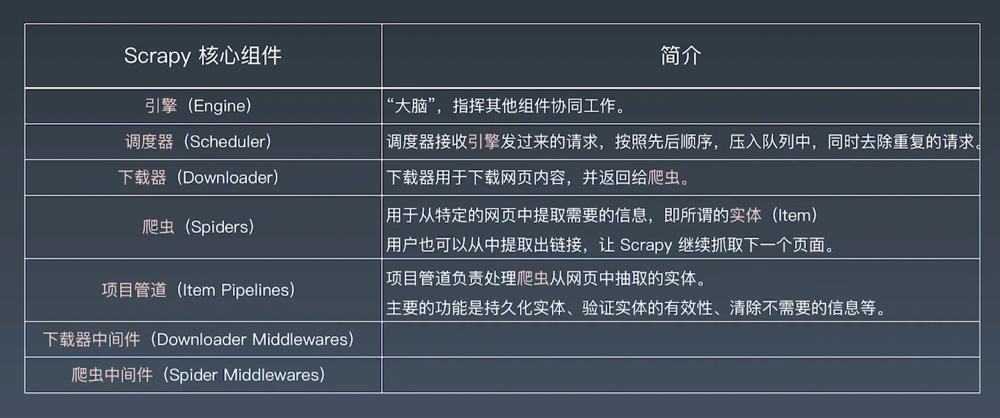 Scrapy 核心组件 简介
引擎（Engine） “大脑”，指挥其他组件协同工作。
调度器（Scheduler） 调度器接收引擎发过来的请求，按照先后顺序，压入队列中，同时去除重复的请求。
下载器（Downloader） 下载器用于下载网页内容，并返回给爬虫。
爬虫（Spiders） 用于从特定的网页中提取需要的信息，即所谓的实体（Item）
用户也可以从中提取出链接，让 Scrapy 继续抓取下一个页面。
项目管道（Item Pipelines） 项目管道负责处理爬虫从网页中抽取的实体。
主要的功能是持久化实体、验证实体的有效性、清除不需要的信息等。
下载器中间件（Downloader Middlewares）
爬虫中间件（Spider Middlewares）